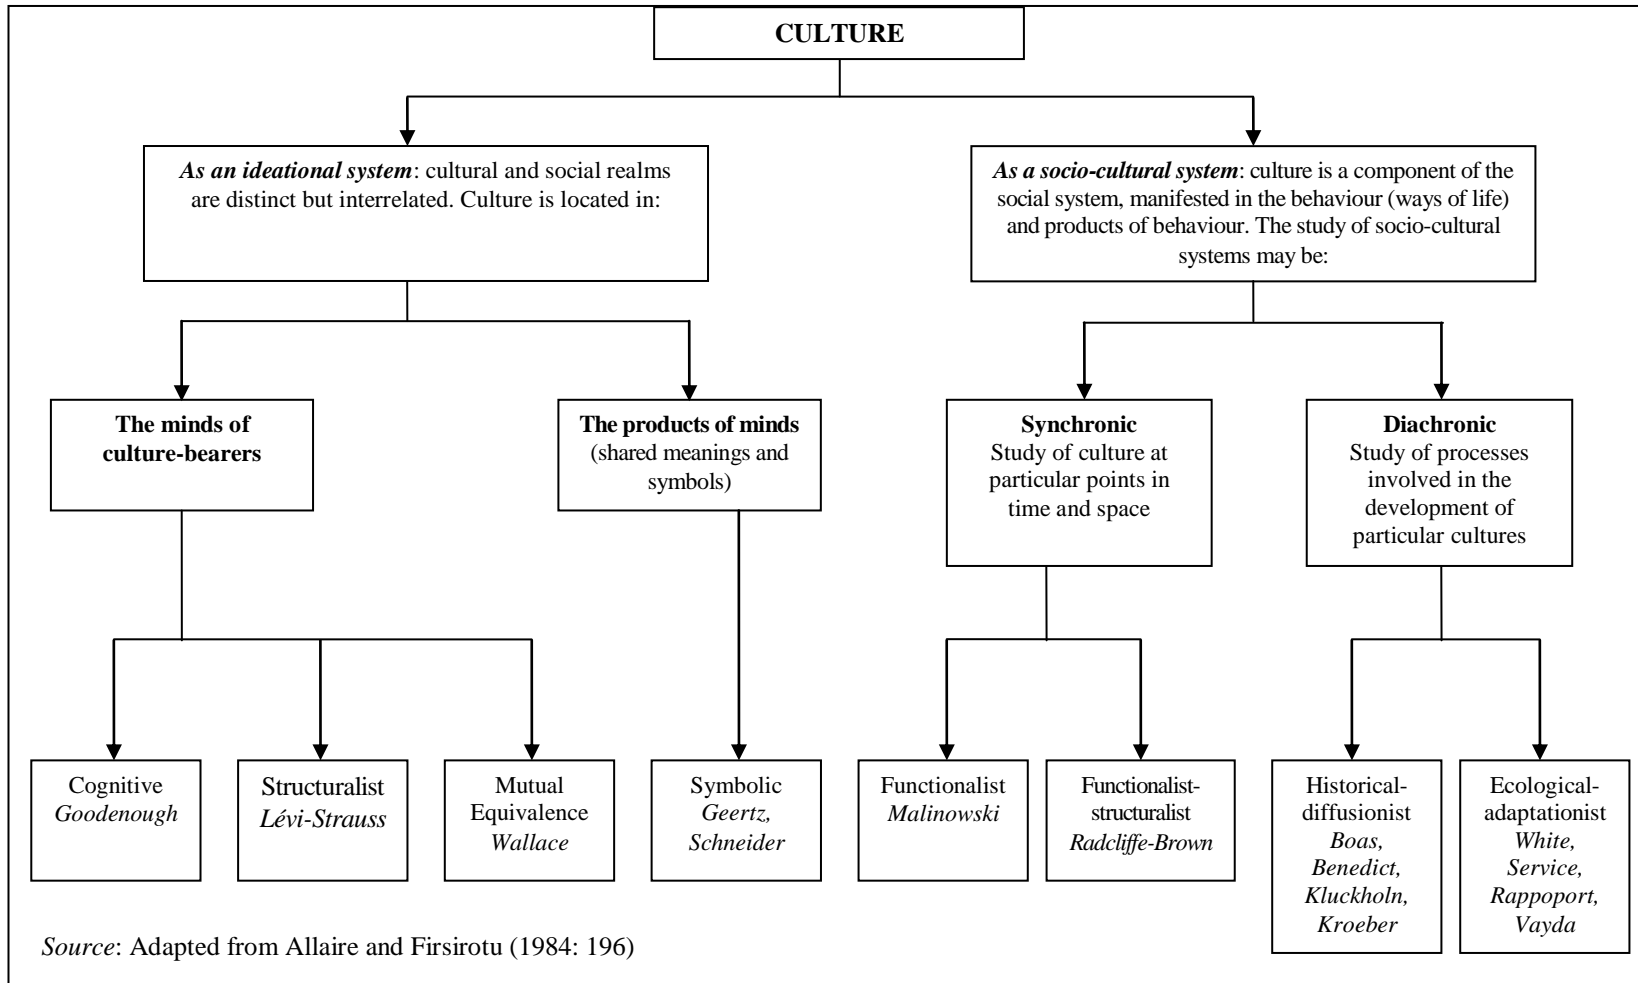 CULTURE
As an ideational system: cultural and social realms
are distinct but interrelated. Culture is located in:
As a socio-cultural system: culture is a component of the
social system, manifested in the behaviour (ways of life)
and products of behaviour. The study of socio-cultural
systems may be:
The minds of
culture-bearers
The products of minds
(shared meanings and
symbols)
Synchronic
Study of culture at
particular points in
time and space
Diachronic
Study of processes
involved in the
development of
particular cultures
Cognitive
Goodenough
Structuralist
Lévi-Strauss
Mutual
Equivalence
Wallace
Symbolic
Geertz,
Schneider
Functionalist
Malinowski
Functionalist-
structuralist
Radcliffe-Brown
Historical-
diffusionist
Boas,
Benedict,
Kluckholn,
Kroeber
Ecological-
adaptationist
White,
Service,
Rappoport,
Vayda
Source: Adapted from Allaire and Firsirotu (1984: 196)